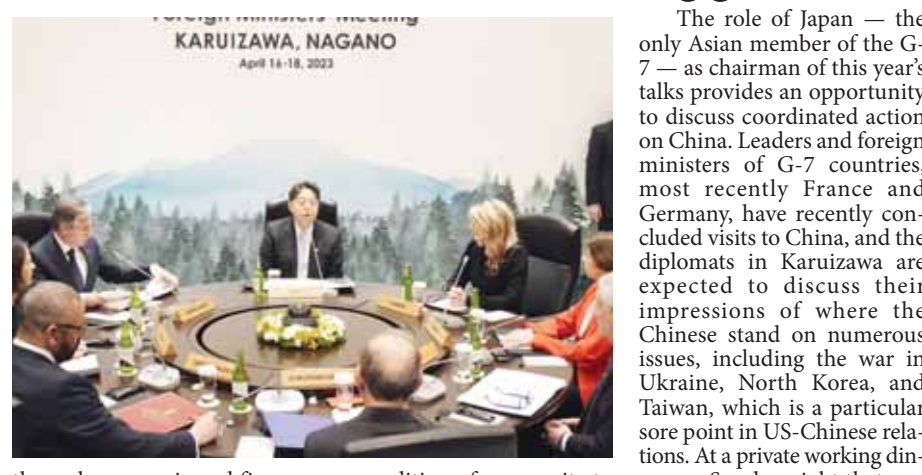 Foreign Ministers' Meeting
KARUIZAWA, NAGANO
April 16-18, 2023
The role of Japan — the
only Asian member of the G-
7 — as chairman of this year's
talks provides an opportunity
to discuss coordinated action
on China. Leaders and foreign
ministers of G-7 countries,
most recently France and
Germany, have recently con-
cluded visits to China, and the
diplomats in Karuizawa are
expected to discuss their
impressions of where the
Chinese stand on numerous
issues, including the war in
Ukraine, North Korea, and
Taiwan, which is a particular
sore point in US-Chinese rela-
tions. At a private working din-